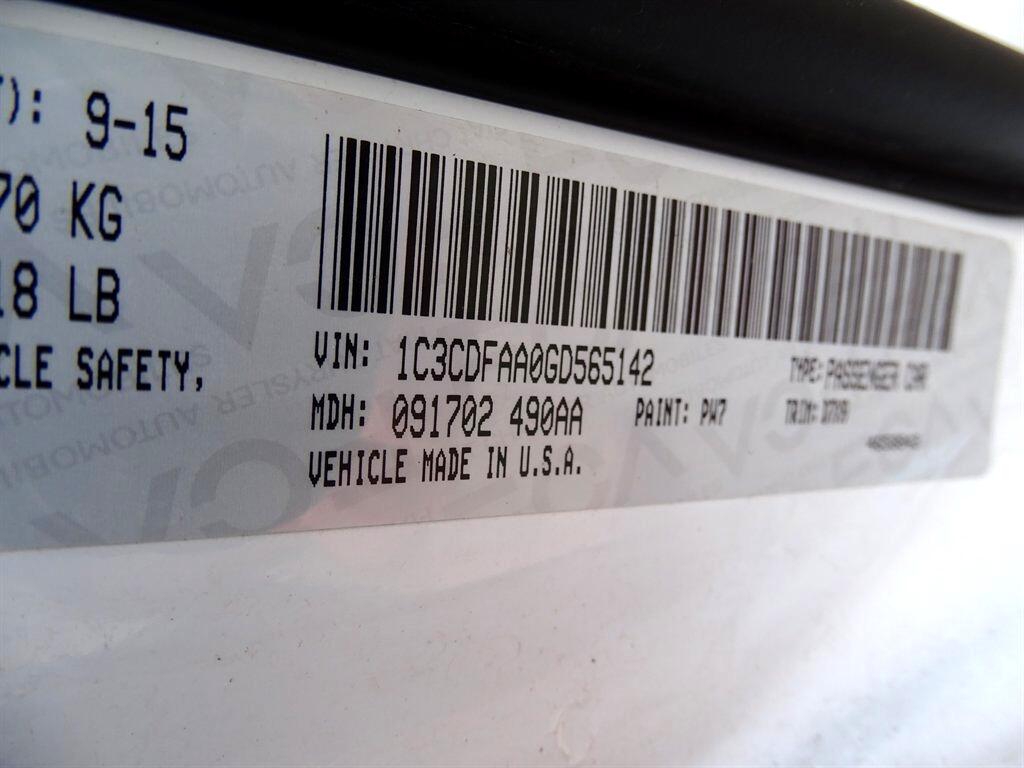 T): 9-15
70 KG
18 LB
CLE SAFETY,
VIN: 1C3CDFAA0GD565142
TYPE: PASSENGER CAR
MDH: 091702 490AA
PAINT: PW7
TRIM:
VEHICLE MADE IN U.S.A.